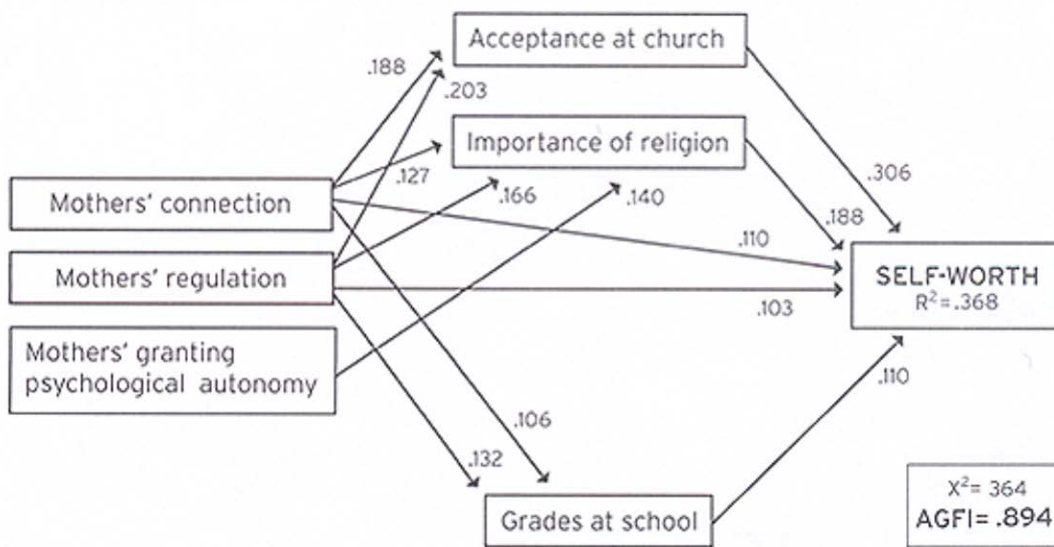 Acceptance at church
.188
.203
Importance of religion
.127
.166
.140
.306
.188
Mothers' connection
.110
Mothers' regulation
.103
SELF-WORTH
R²=.368
Mothers' granting
psychological autonomy
.110
.106
.132
Grades at school
X²= 364
AGFI= .894